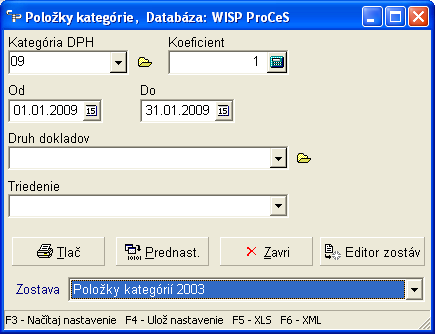 Položky kategórie, Databáza: WISP ProCeS
Kategória DPH Koeficient
09 1
Od Do
01.01.2009 15 31.01.2009 15
Druh dokladov
Triedenie
Tlač Prednast. Zavri Editor zostáv
Zostava Položky kategórií 2003
F3 - Načítaj nastavenie F4 - Ulož nastavenie F5 - XLS F6 - XML